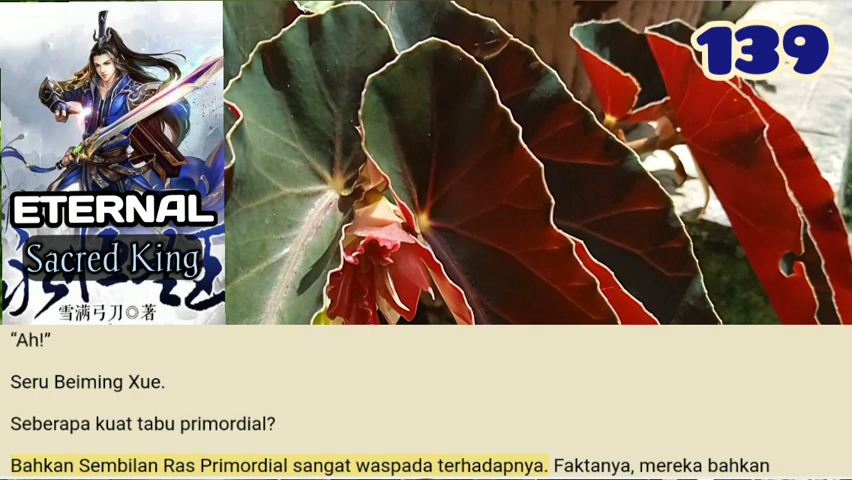 139
ETERNAL
Sacred King
雪满弓刀◎著
“Ah!”
Seru Beiming Xue.
Seberapa kuat tabu primordial?
Bahkan Sembilan Ras Primordial sangat waspada terhadapnya. Faktanya, mereka bahkan